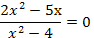 2x² − 5x
x² − 4
= 0